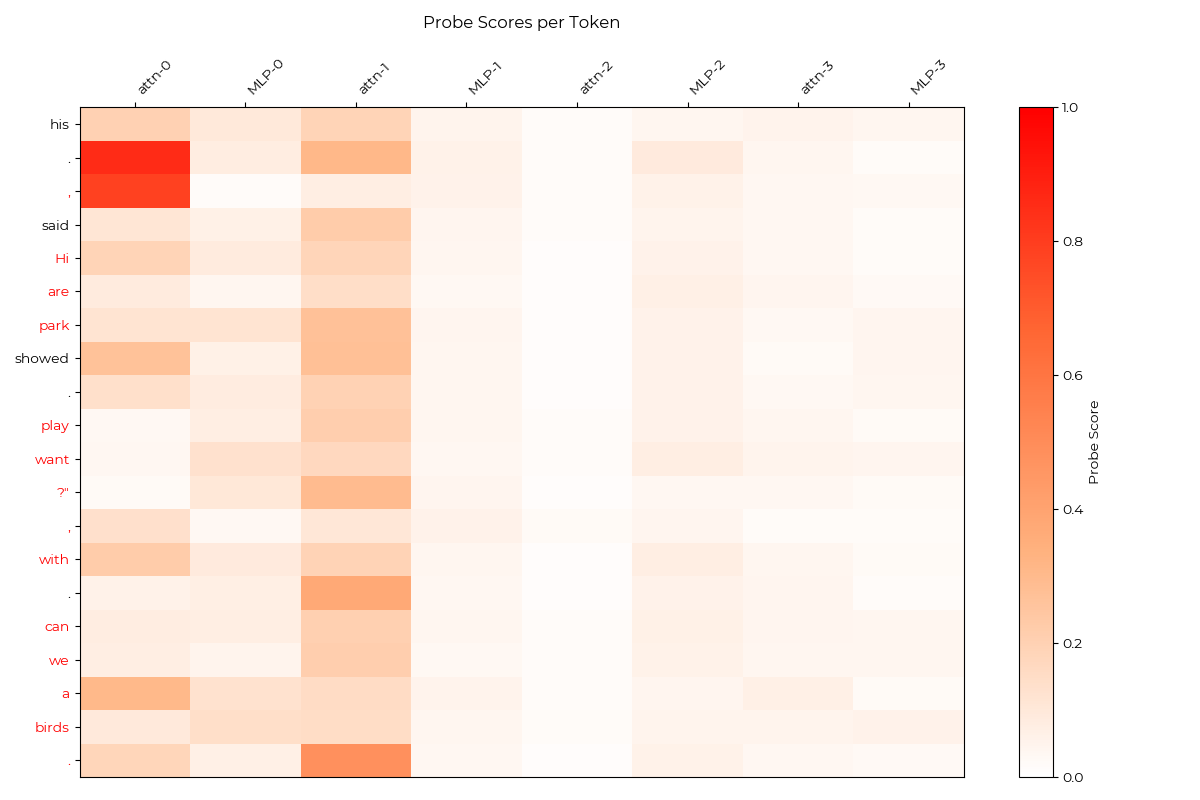 Probe Scores per Token
attn-0 MLP-0 attn-1 MLP-1 attn-2 MLP-2 attn-3 MLP-3
his
.
,
said
Hi
are
park
showed
.
play
want
?"
,
with
.
can
we
a
birds
.
1.0
0.8
0.6
0.4
0.2
0.0
Probe Score